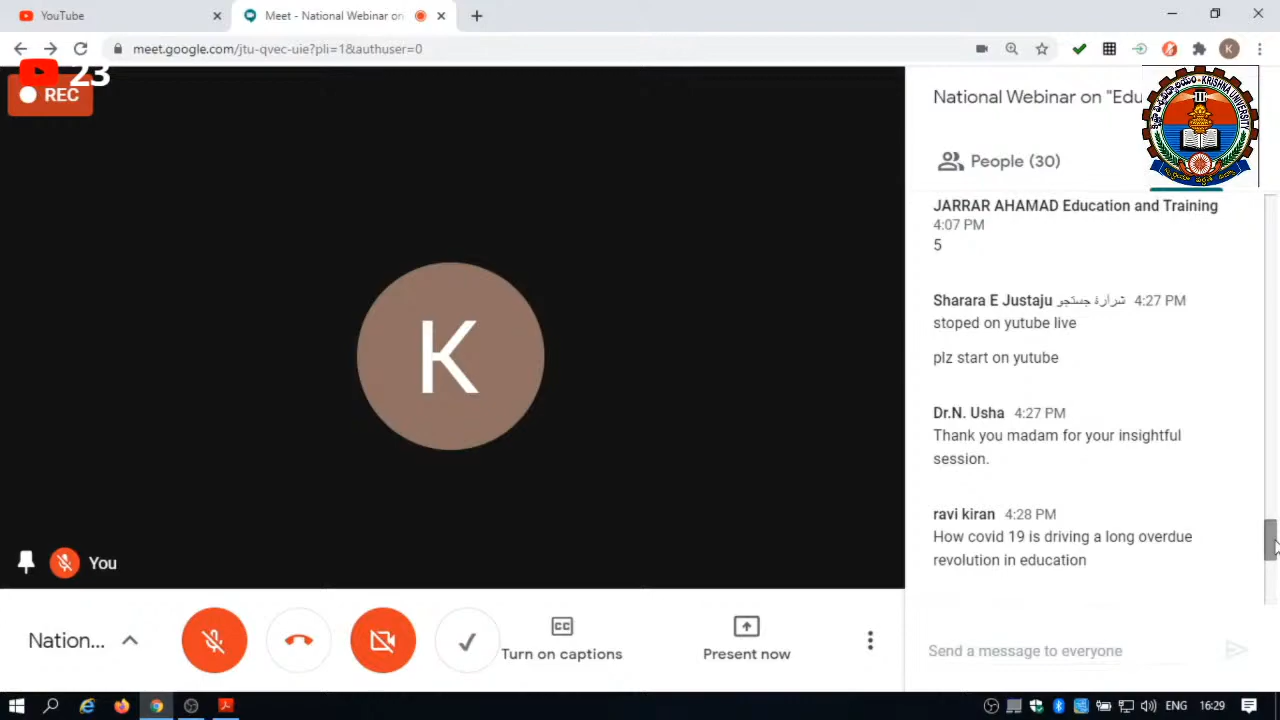 YouTube
Meet - National Webinar on
meet.google.com/jtu-qvec-uie?pli=1&authuser=0
K
23
REC
National Webinar on "Edu
People (30)
JARRAR AHAMAD Education and Training
4:07 PM
5
Sharara E Justaju شرارۃ جستجو 4:27 PM
stoped on yutube live
plz start on yutube
Dr.N. Usha 4:27 PM
Thank you madam for your insightful
session.
ravi kiran 4:28 PM
How covid 19 is driving a long overdue
revolution in education
K
You
Nation...
CC
Turn on captions
Present now
Send a message to everyone
ENG 16:29